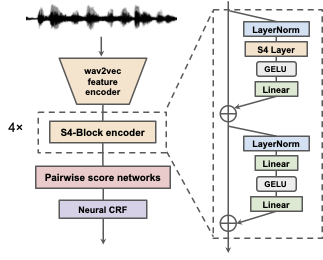 wav2vec
feature
encoder
4×
S4-Block encoder
Pairwise score networks
Neural CRF
LayerNorm
S4 Layer
GELU
Linear
LayerNorm
Linear
GELU
Linear